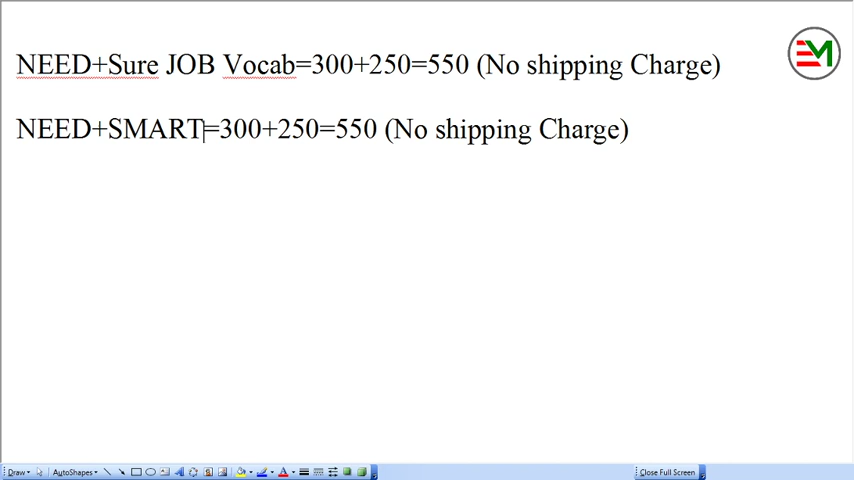 NEED+Sure JOB Vocab=300+250=550 (No shipping Charge)
NEED+SMART=300+250=550 (No shipping Charge)
EM
Draw AutoShapes A Close Full Screen